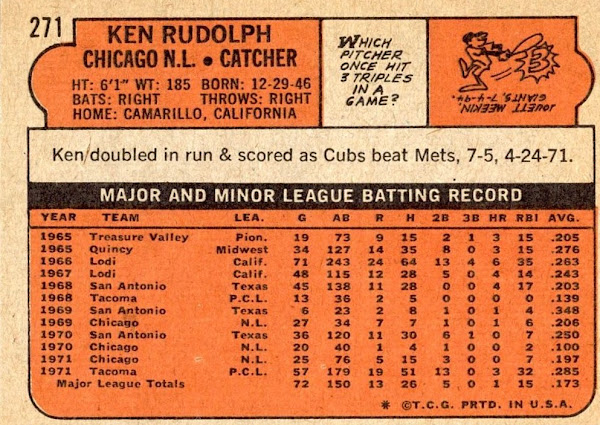 271
KEN RUDOLPH
CHICAGO N.L. • CATCHER
HT: 6'1" WT: 185 BORN: 12-29-46
BATS: RIGHT THROWS: RIGHT
HOME: CAMARILLO, CALIFORNIA
WHICH
PITCHER
ONCE HIT
3 TRIPLES
IN A
GAME?
B
JOUETT MEEKIN,
GIANTS, 7-4-94.
Ken doubled in run & scored as Cubs beat Mets, 7-5, 4-24-71.
MAJOR AND MINOR LEAGUE BATTING RECORD
YEAR TEAM LEA. G AB R H 2B 3B HR RBI AVG.
1965 Treasure Valley Pion. 19 73 9 15 2 1 3 15 .205
1965 Quincy Midwest 34 127 14 35 8 0 3 15 .276
1966 Lodi Calif. 71 243 24 64 13 4 6 35 .263
1967 Lodi Calif. 48 115 12 28 5 0 4 14 .243
1968 San Antonio Texas 45 138 11 28 0 0 4 17 .203
1968 Tacoma P.C.L. 13 36 2 5 0 0 0 0 .139
1969 San Antonio Texas 6 23 2 8 1 0 1 4 .348
1969 Chicago N.L. 27 34 7 7 1 0 1 6 .206
1970 San Antonio Texas 36 120 11 30 6 1 0 7 .250
1970 Chicago N.L. 20 40 1 4 1 0 0 2 .100
1971 Chicago N.L. 25 76 5 15 3 0 0 7 .197
1971 Tacoma P.C.L. 57 179 19 51 13 0 3 32 .285
Major League Totals 72 150 13 26 5 0 1 15 .173
* ©T.C.G. PRTD. IN U.S.A.